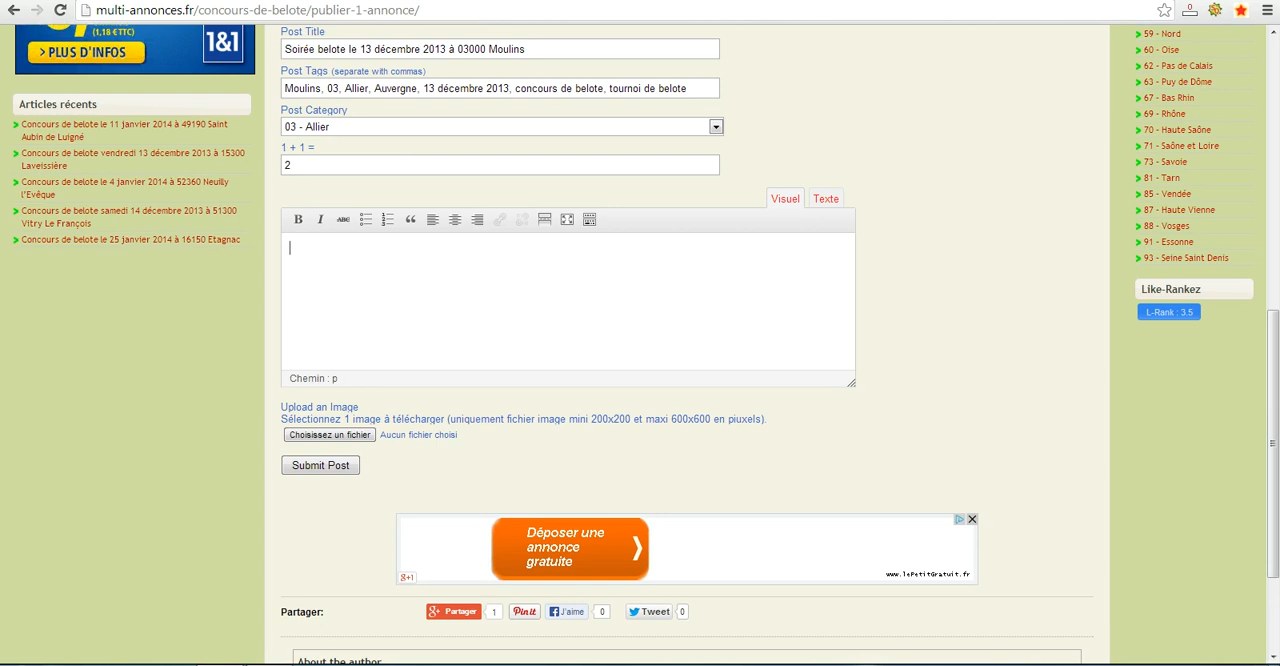 multi-annonces.fr/concours-de-belote/publier-1-annonce/
(1,18 €TTC)
> PLUS D'INFOS
1&1
Articles récents
Concours de belote le 11 janvier 2014 à 49190 Saint
Aubin de Luigné
Concours de belote vendredi 13 décembre 2013 à 15300
Laveissière
Concours de belote le 4 janvier 2014 à 52360 Neuilly
l'Evêque
Concours de belote samedi 14 décembre 2013 à 51300
Vitry Le François
Concours de belote le 25 janvier 2014 à 16150 Etagnac
Post Title
Soirée belote le 13 décembre 2013 à 03000 Moulins
Post Tags (separate with commas)
Moulins, 03, Allier, Auvergne, 13 décembre 2013, concours de belote, tournoi de belote
Post Category
03 - Allier
1 + 1 =
2
Visuel Texte
B I ABC
Chemin : p
Upload an Image
Sélectionnez 1 image à télécharger (uniquement fichier image mini 200x200 et maxi 600x600 en piuxels).
Choisissez un fichier Aucun fichier choisi
Submit Post
Déposer une
annonce
gratuite
www.lePetitGratuit.fr
g+1
Partager:
g+ Partager 1 Pinit J'aime 0 Tweet 0
About the author
59 - Nord
60 - Oise
62 - Pas de Calais
63 - Puy de Dôme
67 - Bas Rhin
69 - Rhône
70 - Haute Saône
71 - Saône et Loire
73 - Savoie
81 - Tarn
85 - Vendée
87 - Haute Vienne
88 - Vosges
91 - Essonne
93 - Seine Saint Denis
Like-Rankez
L-Rank : 3.5
0